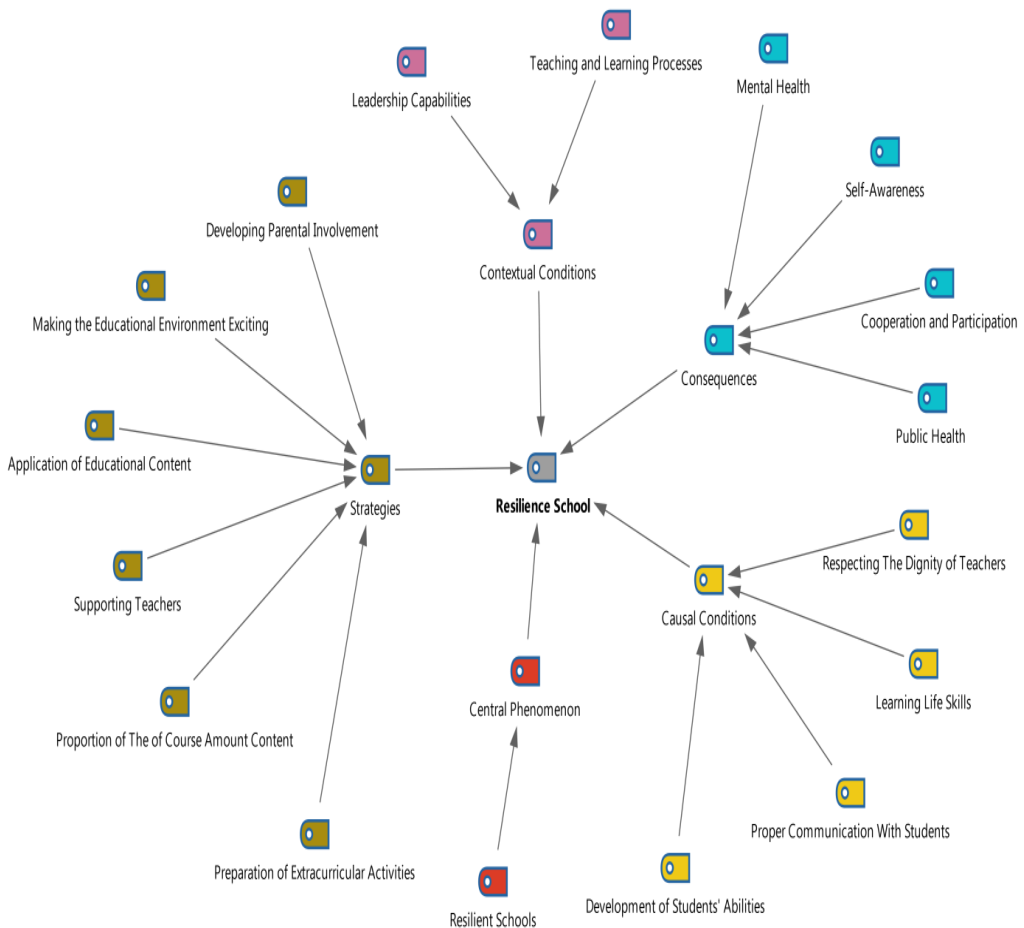 Teaching and Learning Processes
Leadership Capabilities
Mental Health
Self-Awareness
Developing Parental Involvement
Contextual Conditions
Making the Educational Environment Exciting
Cooperation and Participation
Consequences
Public Health
Application of Educational Content
Strategies
Resilience School
Respecting The Dignity of Teachers
Supporting Teachers
Causal Conditions
Learning Life Skills
Central Phenomenon
Proportion of The of Course Amount Content
Proper Communication With Students
Preparation of Extracurricular Activities
Development of Students' Abilities
Resilient Schools